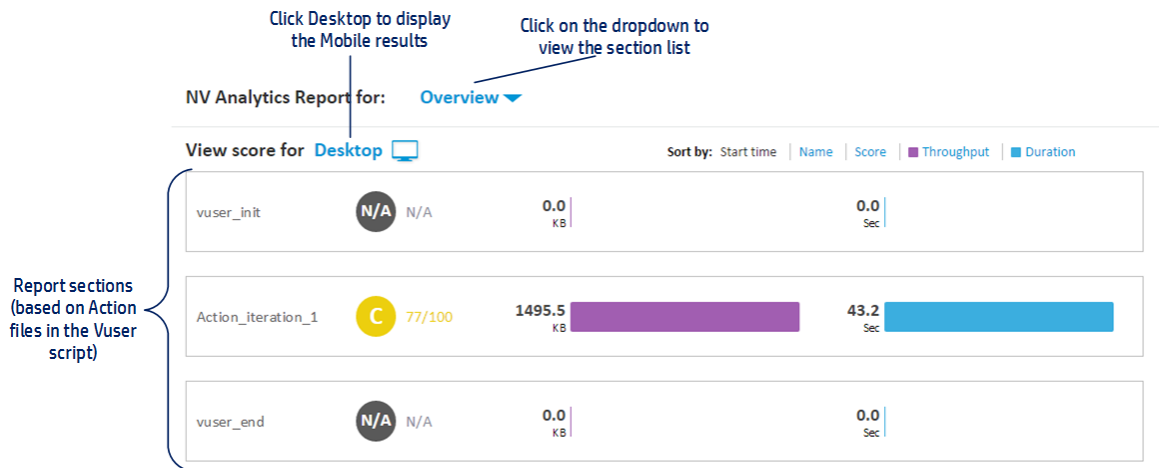 Click Desktop to display
the Mobile results
Click on the dropdown to
view the section list
NV Analytics Report for: Overview
View score for Desktop
Sort by: Start time Name Score Throughput Duration
vuser_init N/A N/A 0.0 KB 0.0 Sec
Report sections
(based on Action
files in the Vuser
script)
Action_iteration_1 C 77/100 1495.5 KB 43.2 Sec
vuser_end N/A N/A 0.0 KB 0.0 Sec